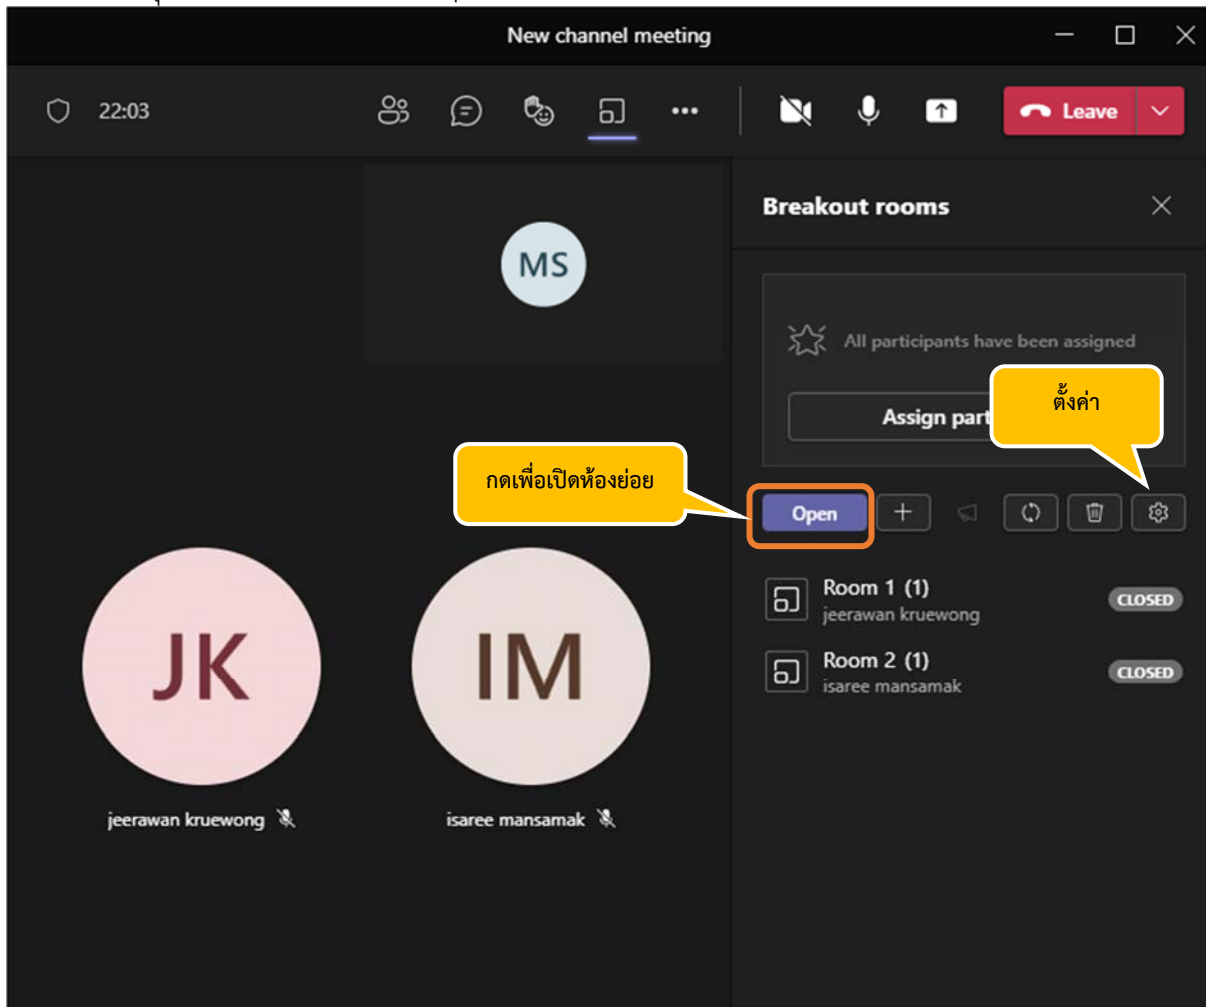 New channel meeting
22:03
Leave
Breakout rooms
MS
All participants have been assigned
ตั้งค่า
Assign part
กดเพื่อเปิดห้องย่อย
Open
Room 1 (1)
jeerawan kruewong
CLOSED
Room 2 (1)
isaree mansamak
CLOSED
JK
IM
jeerawan kruewong
isaree mansamak